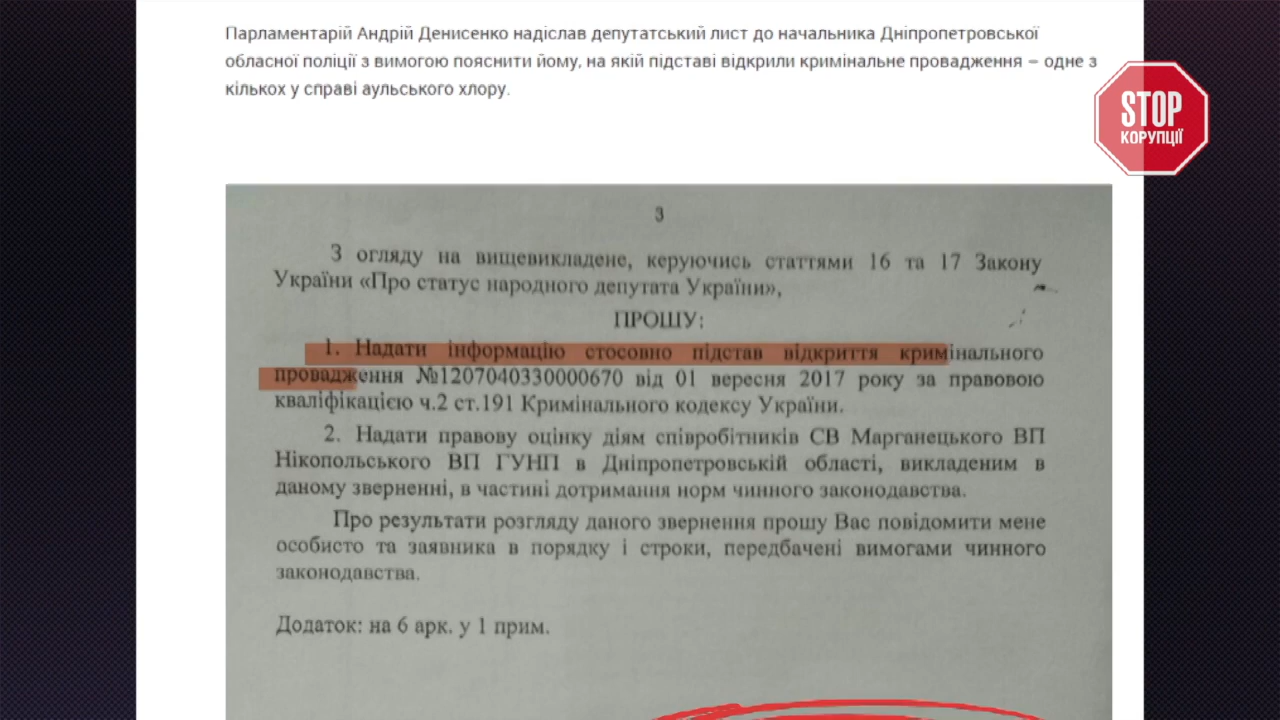 Парламентарій Андрій Денисенко надіслав депутатський лист до начальника Дніпропетровської
обласної поліції з вимогою пояснити йому, на якій підставі відкрили кримінальне провадження – одне з
кількох у справі аульського хлору.
STOP
КОРУПЦІЇ
3
З огляду на вищевикладене, керуючись статтями 16 та 17 Закону
України «Про статус народного депутата України»,
ПРОШУ:
1. Надати інформацію стосовно підстав відкриття кримінального
провадження №1207040330000670 від 01 вересня 2017 року за правовою
кваліфікацією ч.2 ст.191 Кримінального кодексу України.
2. Надати правову оцінку діям співробітників СВ Марганецького ВП
Нікопольського ВП ГУНП в Дніпропетровській області, викладеним в
даному зверненні, в частині дотримання норм чинного законодавства.
Про результати розгляду даного звернення прошу Вас повідомити мене
особисто та заявника в порядку і строки, передбачені вимогами чинного
законодавства.
Додаток: на 6 арк. у 1 прим.